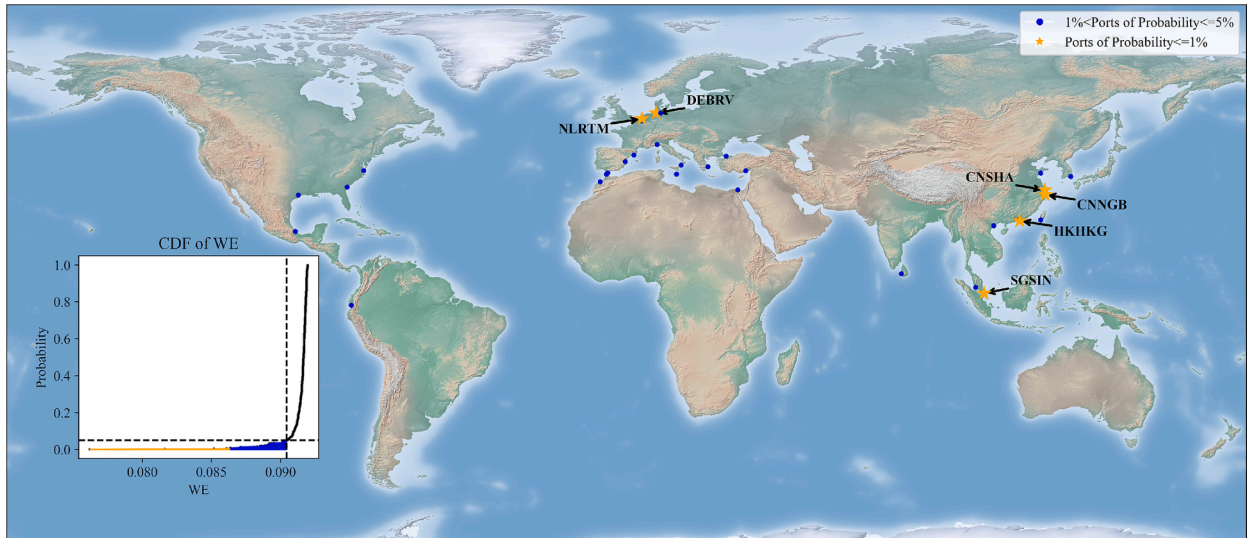 1%<Ports of Probability<=5%
Ports of Probability<=1%
DEBRV
NLRTM
CNSHA
CNNGB
HKHKG
SGSIN
CDF of WE
1.0
0.8
0.6
0.4
0.2
0.0
Probability
0.080
0.085
0.090
WE